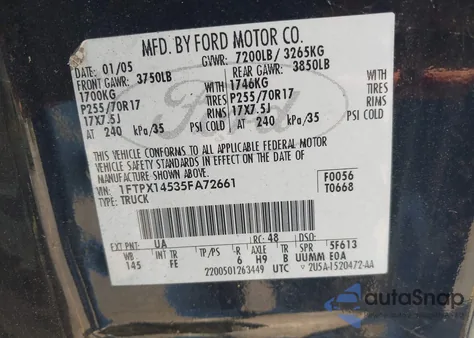 MFD. BY FORD MOTOR CO.
DATE: 01/05 GVWR: 7200LB/ 3265KG
FRONT GAWR: 3750LB REAR GAWR: 3850LB
1700KG WITH 1746KG WITH
P255/70R17 TIRES P255/70R17 TIRES
17X7.5J RIMS 17X7.5J RIMS
AT 240 kPa/35 PSI COLD AT 240 kPa/35 PSI COLD
Ford
THIS VEHICLE CONFORMS TO ALL APPLICABLE FEDERAL MOTOR
VEHICLE SAFETY STANDARDS IN EFFECT ON THE DATE OF
MANUFACTURE SHOWN ABOVE.
VIN: 1FTPX14535FA72661 F0056
TYPE: TRUCK T0668
EXT PNT: UA RC: 48 DSO:
WB BRK INT TR TP/PS R AXLE TR SPR 5F613
145 FE 6 H9 B UUMM E0A
2200501263449 UTC 2U5A-1520472-AA
autoSnap